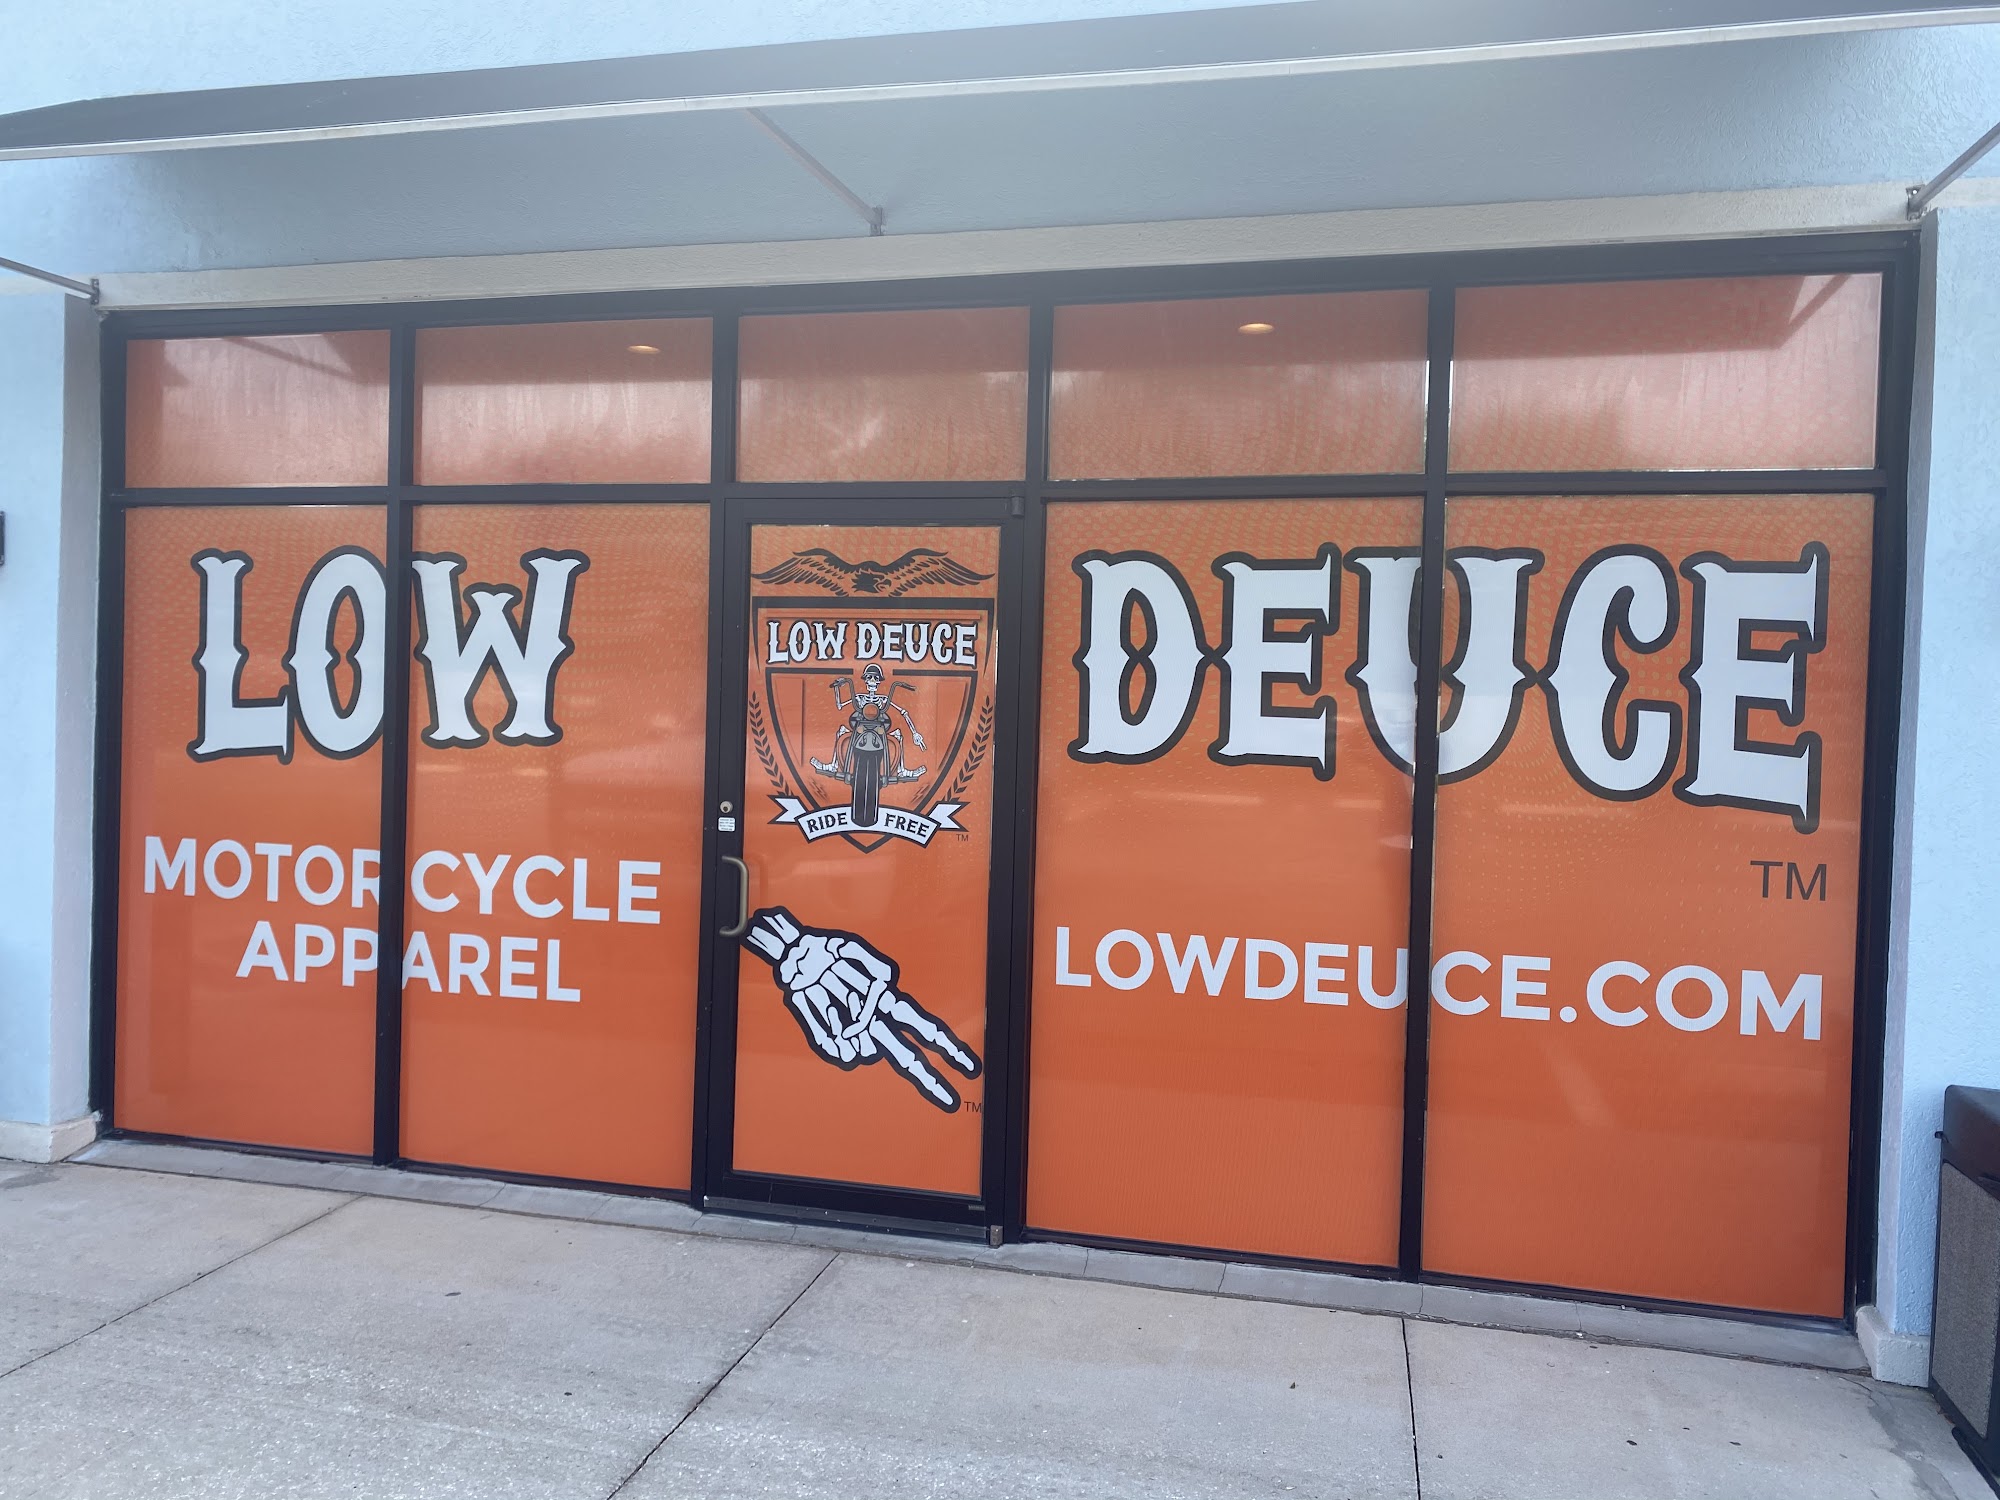 LOW DEUCE
TM
MOTORCYCLE
APPAREL
LOWDEUCE.COM
LOW DEUCE
RIDE FREE
TM
TM